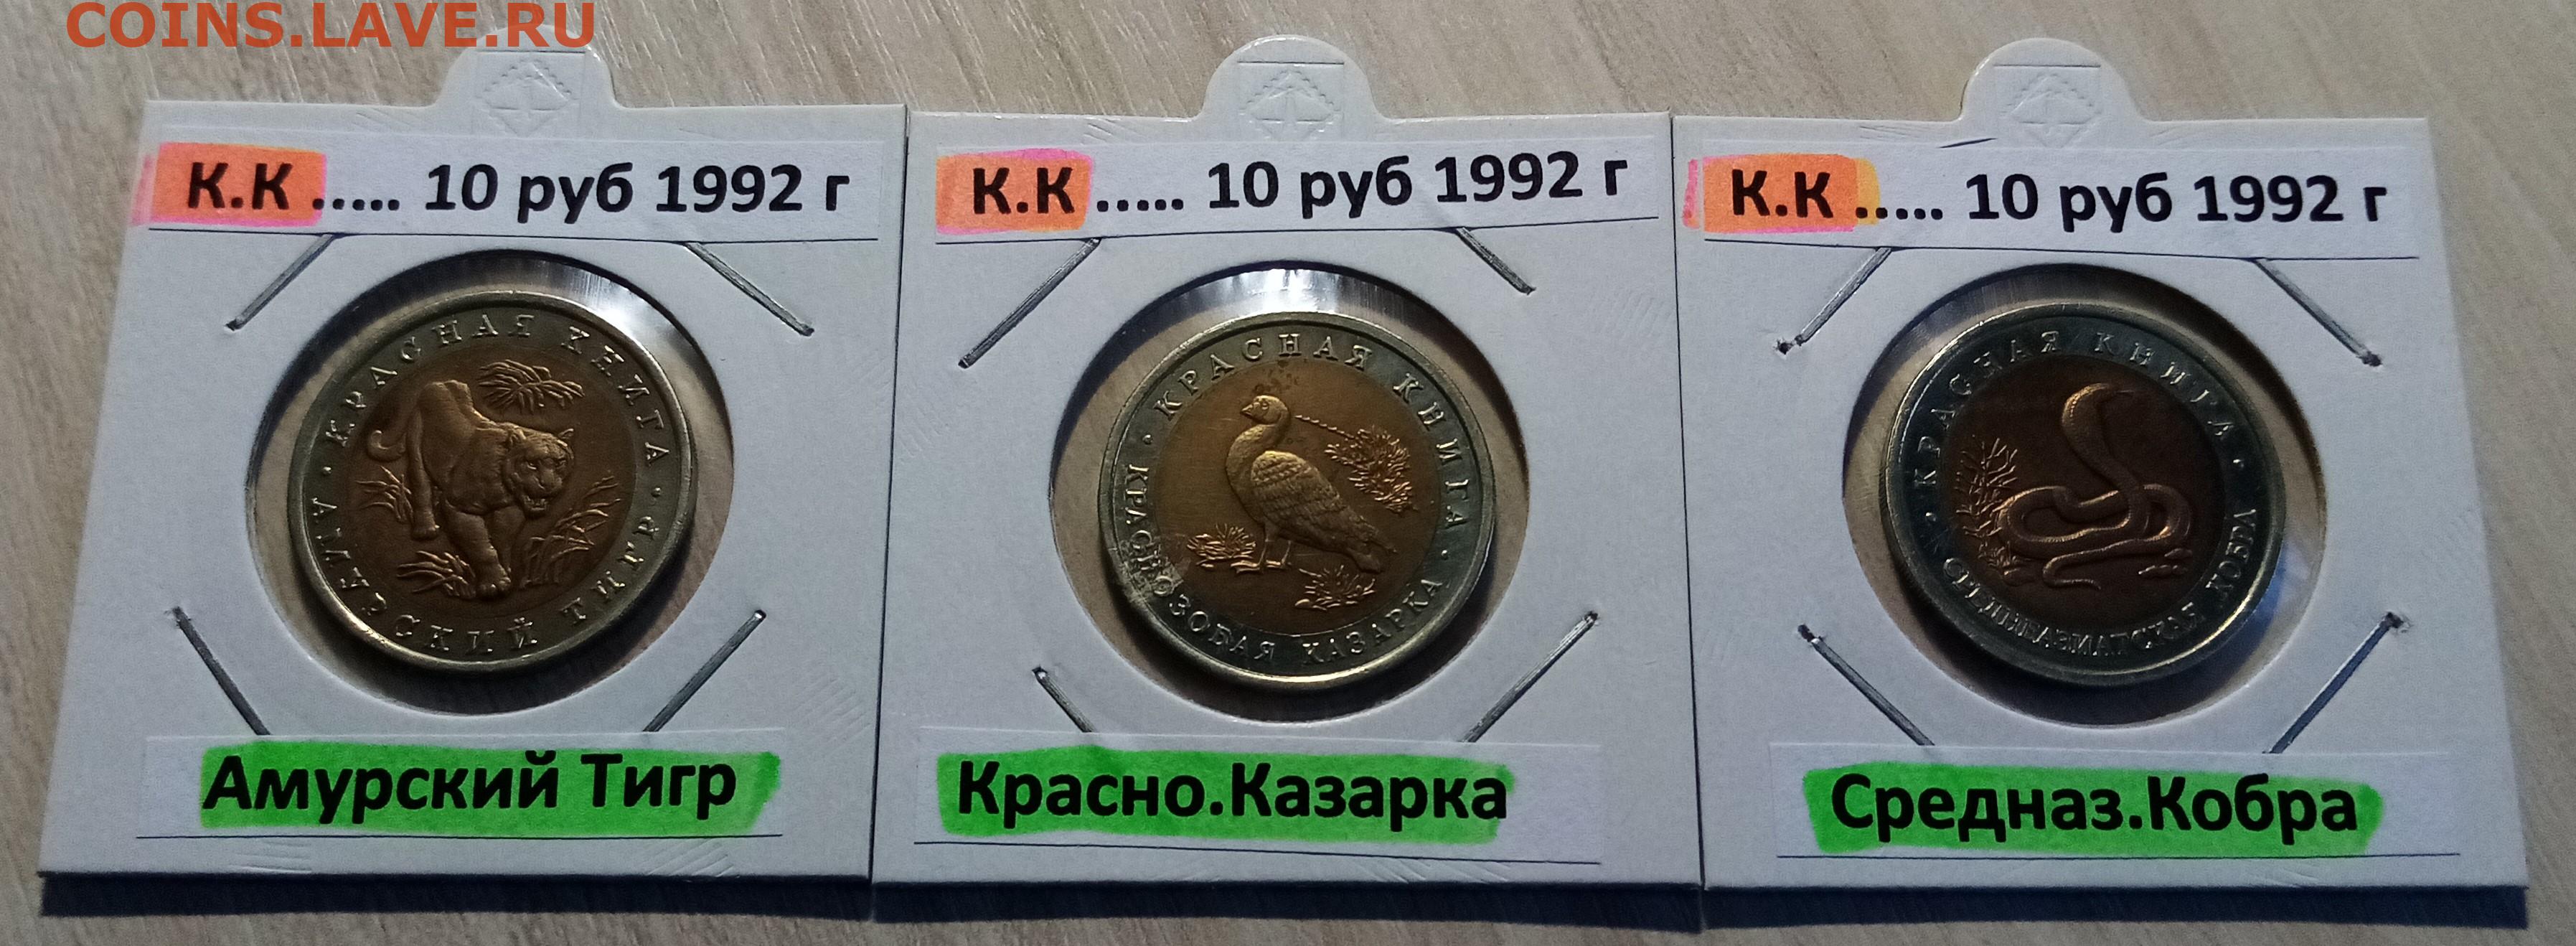 COINS.LAVE.RU
К.К ..... 10 руб 1992 г
КРАСНАЯ КНИГА
АМУРСКИЙ ТИГР
Амурский Тигр
К.К ..... 10 руб 1992 г
КРАСНАЯ КНИГА
КРАСНОЗОБАЯ КАЗАРКА
Красно.Казарка
К.К ..... 10 руб 1992 г
КРАСНАЯ КНИГА
СРЕДНЕАЗИАТСКАЯ КОБРА
Средназ.Кобра